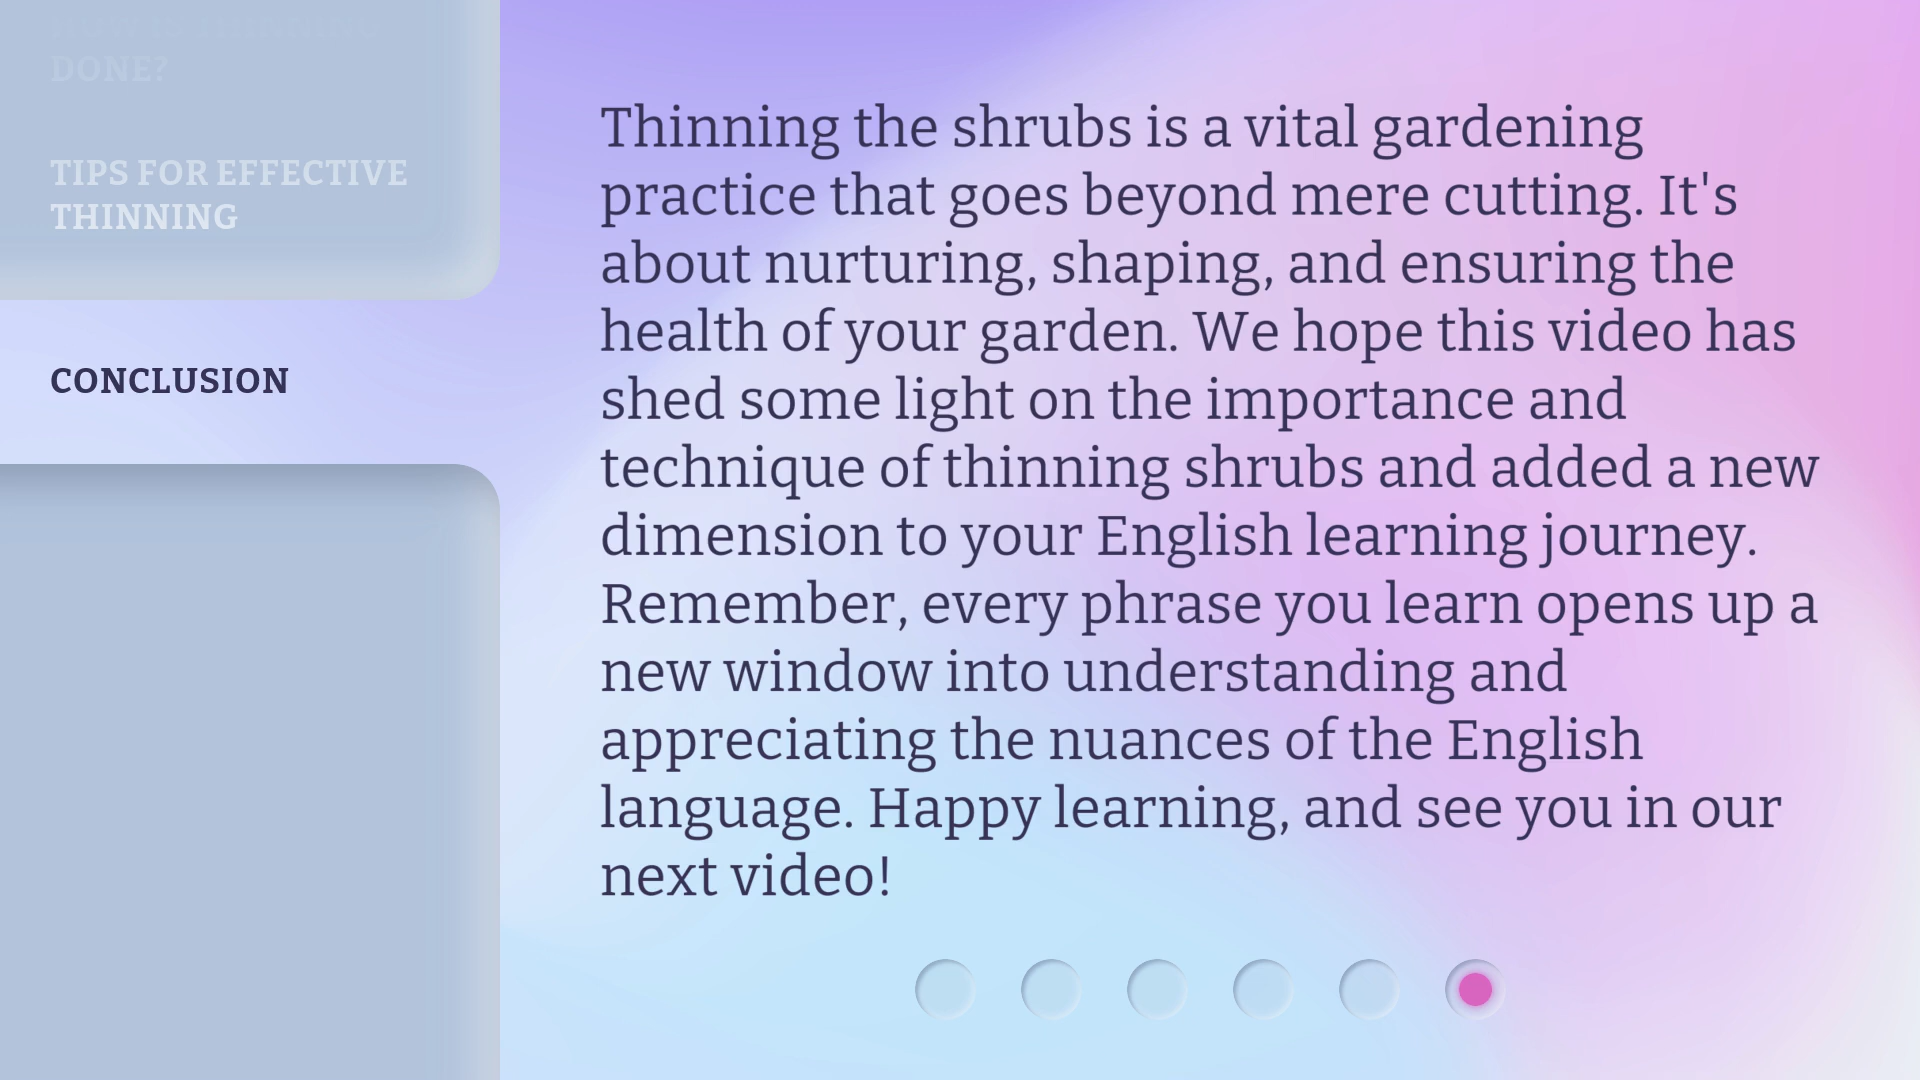 HOW IS THINNING
DONE?
TIPS FOR EFFECTIVE
THINNING
CONCLUSION
Thinning the shrubs is a vital gardening
practice that goes beyond mere cutting. It's
about nurturing, shaping, and ensuring the
health of your garden. We hope this video has
shed some light on the importance and
technique of thinning shrubs and added a new
dimension to your English learning journey.
Remember, every phrase you learn opens up a
new window into understanding and
appreciating the nuances of the English
language. Happy learning, and see you in our
next video!